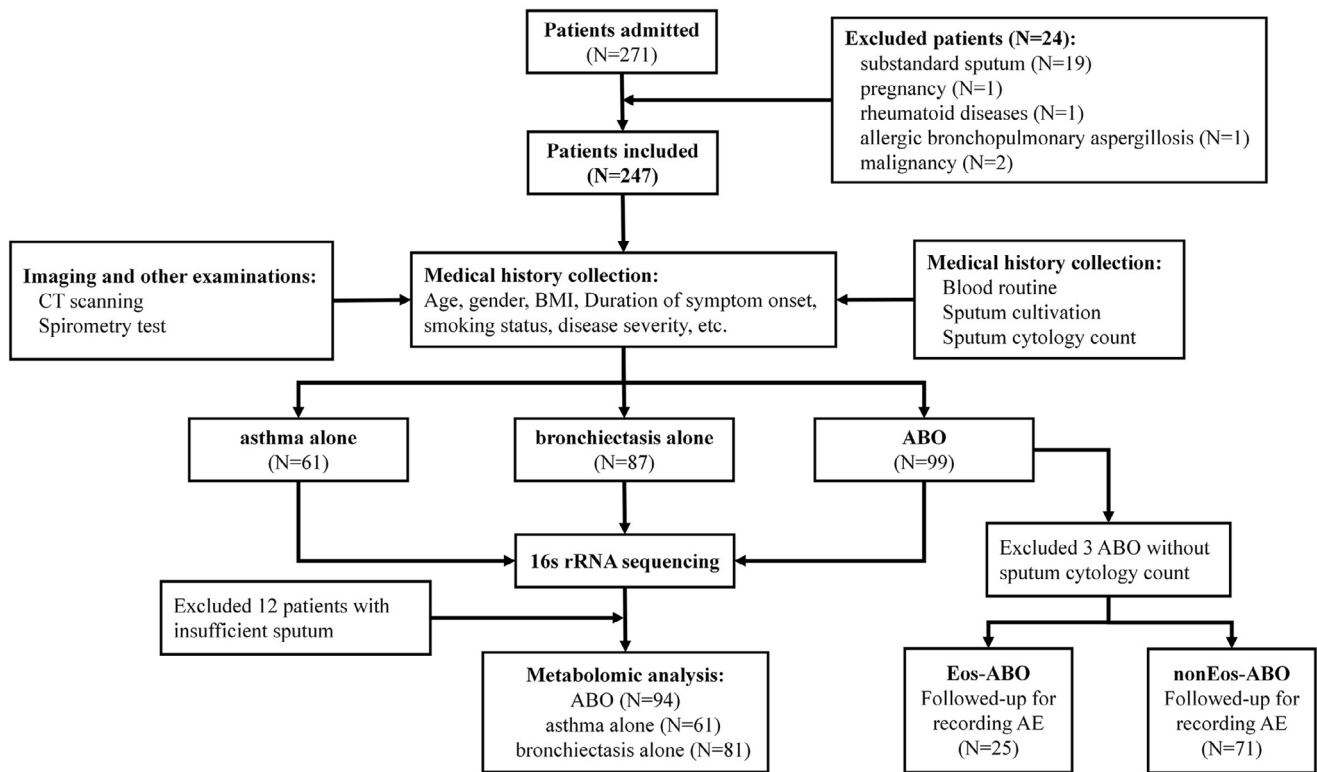 Patients admitted
(N=271)
Excluded patients (N=24):
substandard sputum (N=19)
pregnancy (N=1)
rheumatoid diseases (N=1)
allergic bronchopulmonary aspergillosis (N=1)
malignancy (N=2)
Patients included
(N=247)
Imaging and other examinations:
CT scanning
Spirometry test
Medical history collection:
Age, gender, BMI, Duration of symptom onset,
smoking status, disease severity, etc.
Medical history collection:
Blood routine
Sputum cultivation
Sputum cytology count
asthma alone
(N=61)
bronchiectasis alone
(N=87)
ABO
(N=99)
16s rRNA sequencing
Excluded 3 ABO without
sputum cytology count
Excluded 12 patients with
insufficient sputum
Metabolomic analysis:
ABO (N=94)
asthma alone (N=61)
bronchiectasis alone (N=81)
Eos-ABO
Followed-up for
recording AE
(N=25)
nonEos-ABO
Followed-up for
recording AE
(N=71)